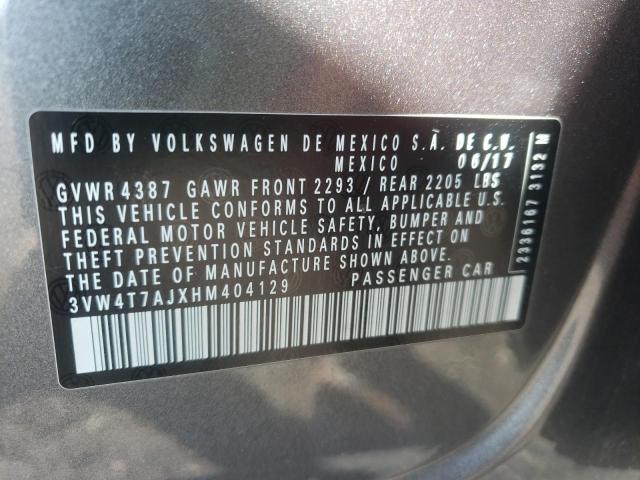 MFD BY VOLKSWAGEN DE MEXICO S.A. DE C.V.
MEXICO 06/17
GVWR 4387 GAWR FRONT 2293 / REAR 2205 LBS
THIS VEHICLE CONFORMS TO ALL APPLICABLE U.S.
FEDERAL MOTOR VEHICLE SAFETY, BUMPER AND
THEFT PREVENTION STANDARDS IN EFFECT ON
THE DATE OF MANUFACTURE SHOWN ABOVE.
3VW4T7AJXHM404129 PASSENGER CAR
2336167 3132 M